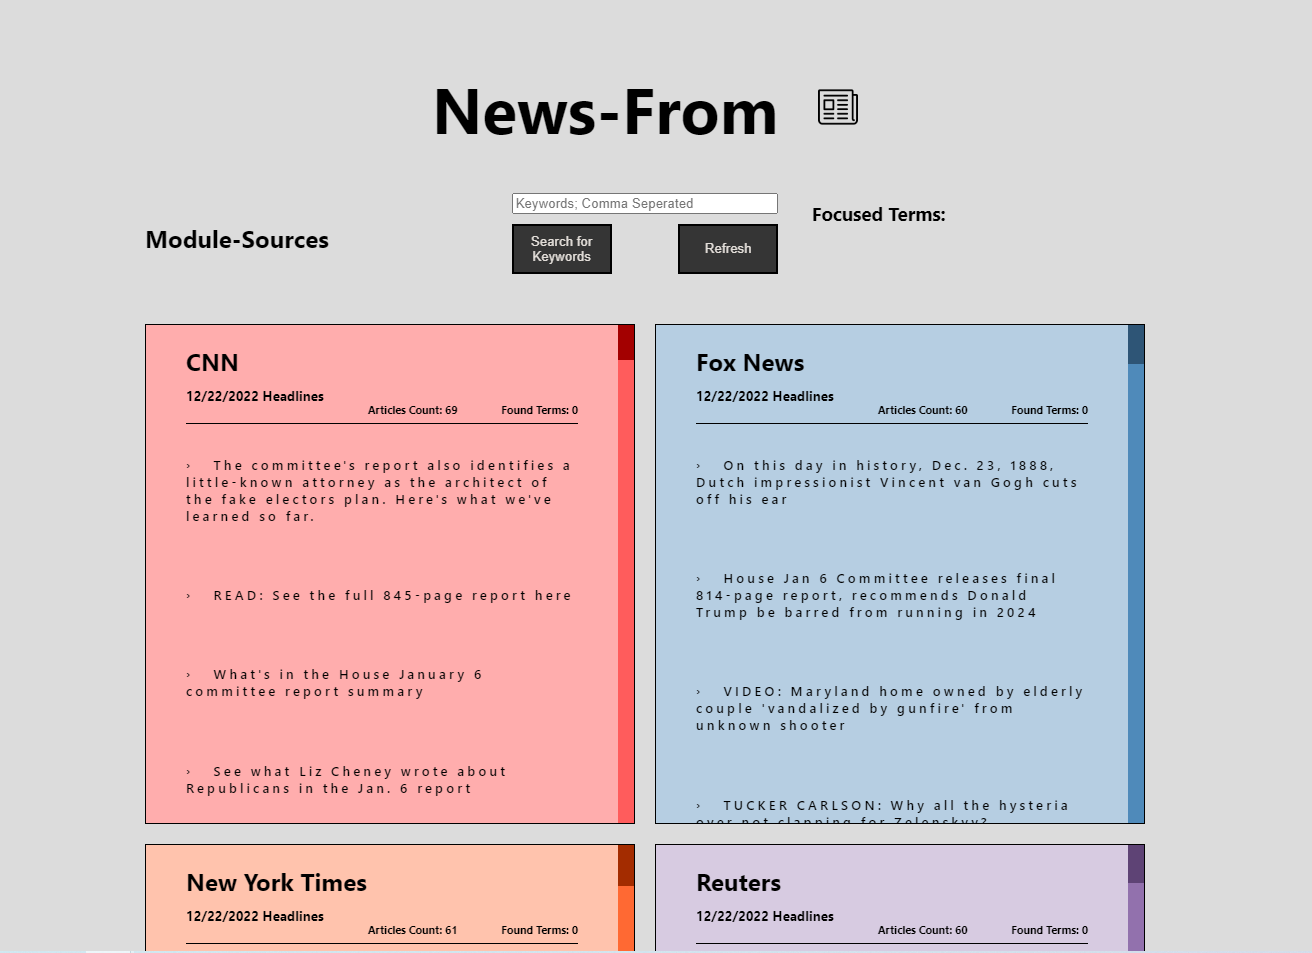 News-From
Keywords; Comma Seperated
Focused Terms:
Module-Sources
Search for
Keywords
Refresh
CNN
12/22/2022 Headlines
Articles Count: 69
Found Terms: 0
› The committee's report also identifies a
little-known attorney as the architect of
the fake electors plan. Here's what we've
learned so far.
› READ: See the full 845-page report here
› What's in the House January 6
committee report summary
› See what Liz Cheney wrote about
Republicans in the Jan. 6 report
Fox News
12/22/2022 Headlines
Articles Count: 60
Found Terms: 0
› On this day in history, Dec. 23, 1888,
Dutch impressionist Vincent van Gogh cuts
off his ear
› House Jan 6 Committee releases final
814-page report, recommends Donald
Trump be barred from running in 2024
› VIDEO: Maryland home owned by elderly
couple 'vandalized by gunfire' from
unknown shooter
› TUCKER CARLSON: Why all the hysteria
over not clapping for Zelenskyy?
New York Times
12/22/2022 Headlines
Articles Count: 61
Found Terms: 0
Reuters
12/22/2022 Headlines
Articles Count: 60
Found Terms: 0